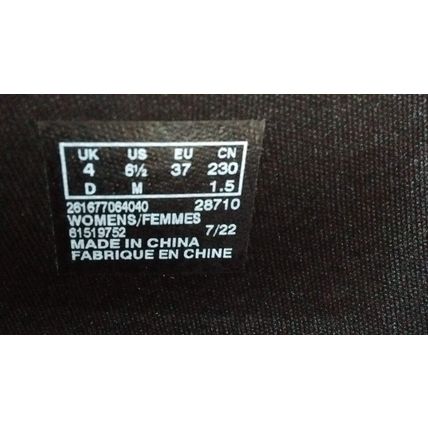 UK US EU CN
4 6½ 37 230
D M 1.5
261677064040 28710
WOMENS/FEMMES
61519752 7/22
MADE IN CHINA
FABRIQUE EN CHINE